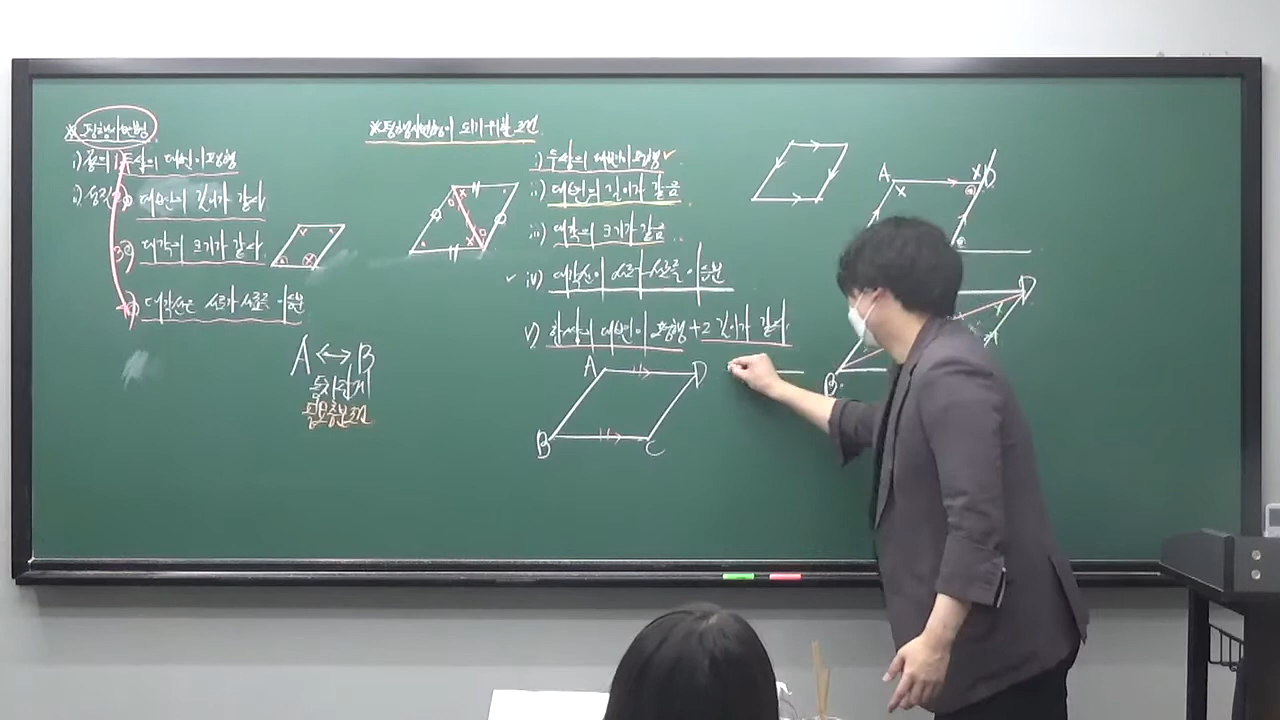 ※ 평행사변형
i) 정의 1) 두쌍의 대변이 평행
ii) 성질 2) 대변의 길이가 같다
3) 대각의 크기가 같다
4) 대각선은 서로가 서로를 이등분
A ↔ B
동치관계
필요충분조건
※평행사변형이 되기 위한 조건
i) 두쌍의 대변이 평행
ii) 대변의 길이가 같음
iii) 대각의 크기가 같음
iv) 대각선이 서로가 서로를 이등분
v) 한쌍의 대변이 평행 + 그 길이가 같다.
A D
B C
A D
D
B